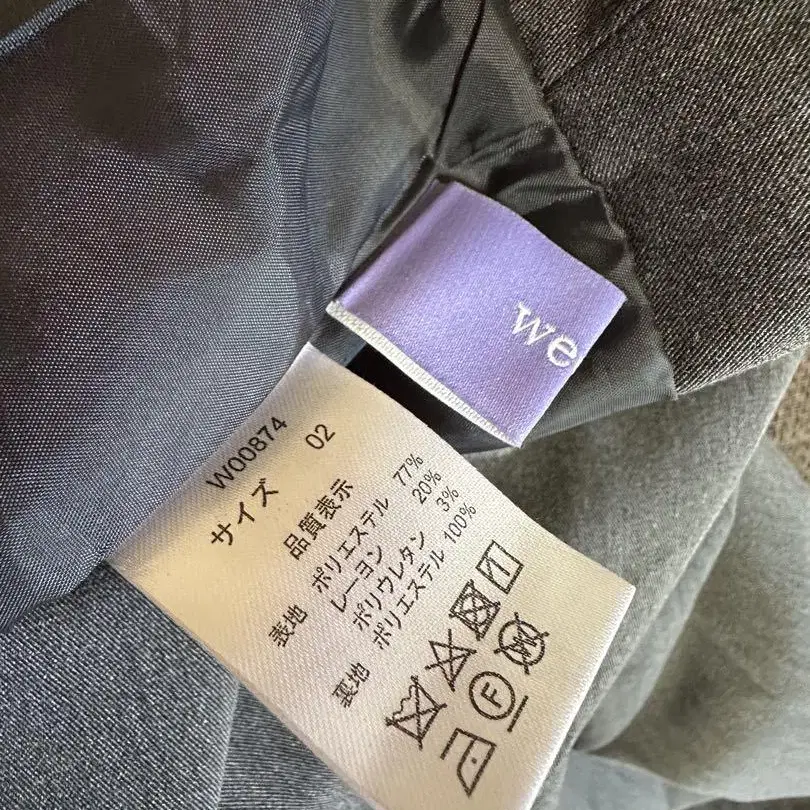 we
W00874
サイズ 02
品質表示
表地 ポリエステル 77%
レーヨン 20%
ポリウレタン 3%
裏地 ポリエステル 100%
F
W